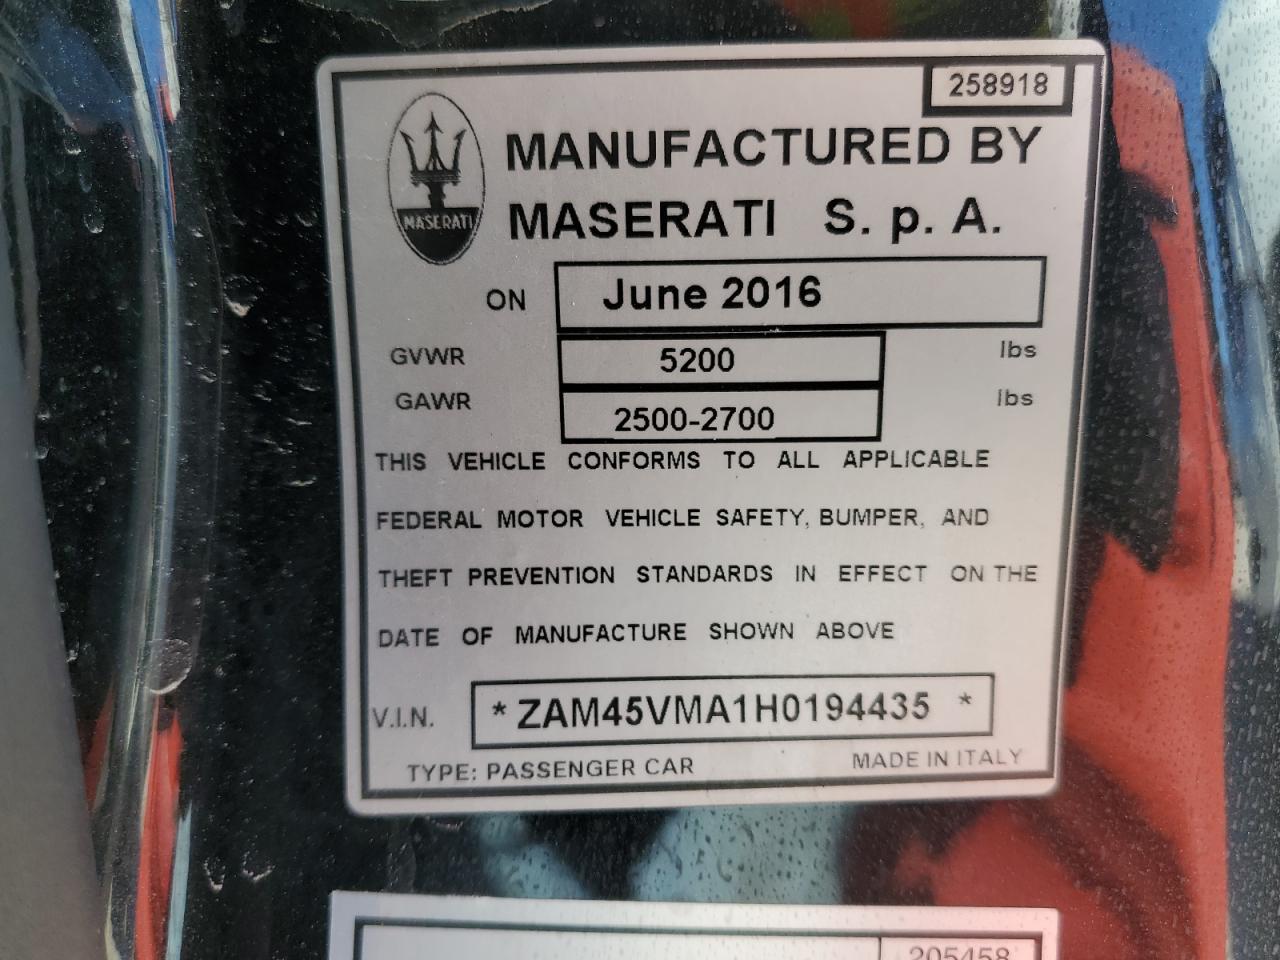 258918
MASERATI
MANUFACTURED BY
MASERATI S. p. A.
ON June 2016
GVWR 5200 lbs
GAWR 2500-2700 lbs
THIS VEHICLE CONFORMS TO ALL APPLICABLE
FEDERAL MOTOR VEHICLE SAFETY, BUMPER, AND
THEFT PREVENTION STANDARDS IN EFFECT ON THE
DATE OF MANUFACTURE SHOWN ABOVE
V.I.N. * ZAM45VMA1H0194435 *
TYPE: PASSENGER CAR MADE IN ITALY
205458